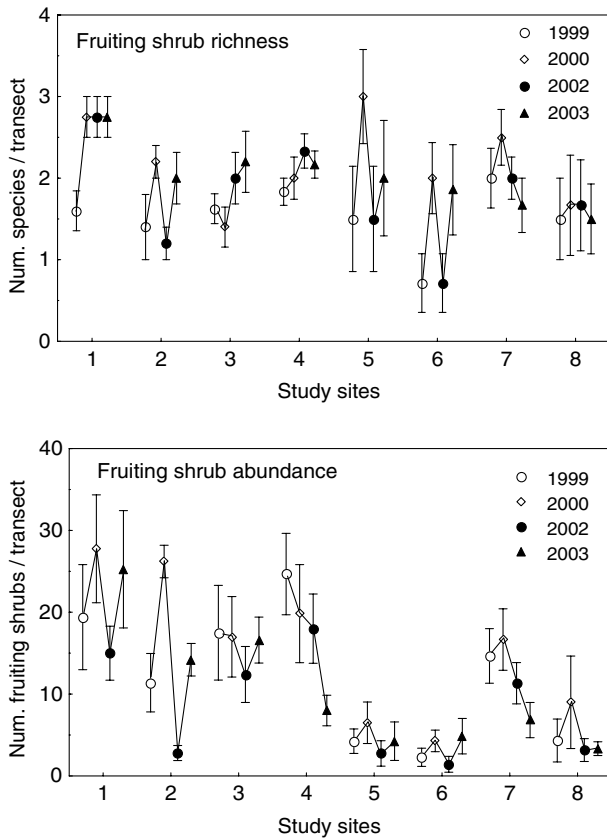 Fruiting shrub richness
1999
2000
2002
2003
4
3
2
1
0
Num. species / transect
1 2 3 4 5 6 7 8
Study sites
Fruiting shrub abundance
1999
2000
2002
2003
40
30
20
10
0
Num. fruiting shrubs / transect
1 2 3 4 5 6 7 8
Study sites